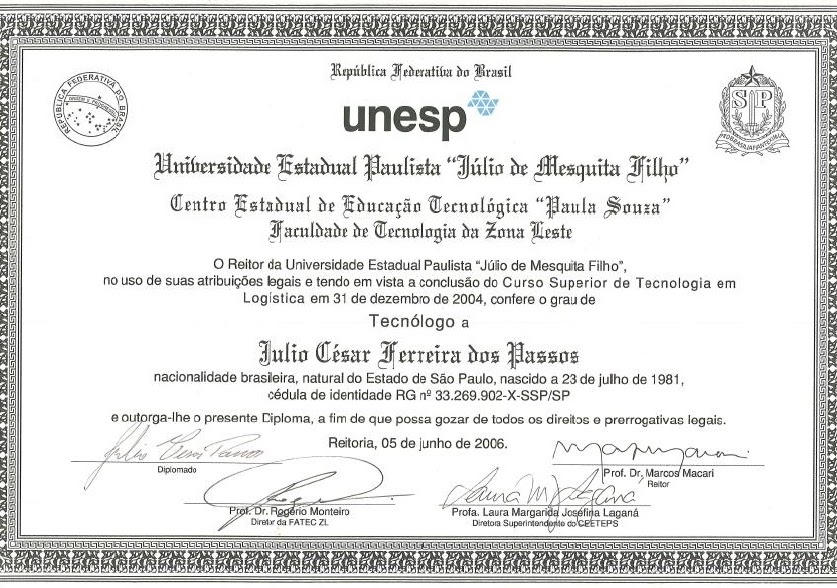 República Federativa do Brasil
REPÚBLICA FEDERATIVA DO BRASIL
unesp
S P
Universidade Estadual Paulista “Júlio de Mesquita Filho”
Centro Estadual de Educação Tecnológica “Paula Souza”
Faculdade de Tecnologia da Zona Leste
O Reitor da Universidade Estadual Paulista “Júlio de Mesquita Filho”,
no uso de suas atribuições legais e tendo em vista a conclusão do Curso Superior de Tecnologia em
Logística em 31 de dezembro de 2004, confere o grau de
Tecnólogo a
Julio César Ferreira dos Passos
nacionalidade brasileira, natural do Estado de São Paulo, nascido a 23 de julho de 1981,
cédula de identidade RG nº 33.269.902-X-SSP/SP
e outorga-lhe o presente Diploma, a fim de que possa gozar de todos os direitos e prerrogativas legais.
Reitoria, 05 de junho de 2006.
Diplomado
Prof. Dr. Marcos Macari
Reitor
Prof. Dr. Rogério Monteiro
Diretor da FATEC ZL
Profa. Laura Margarida Josefina Laganá
Diretora Superintendente do CEETEPS